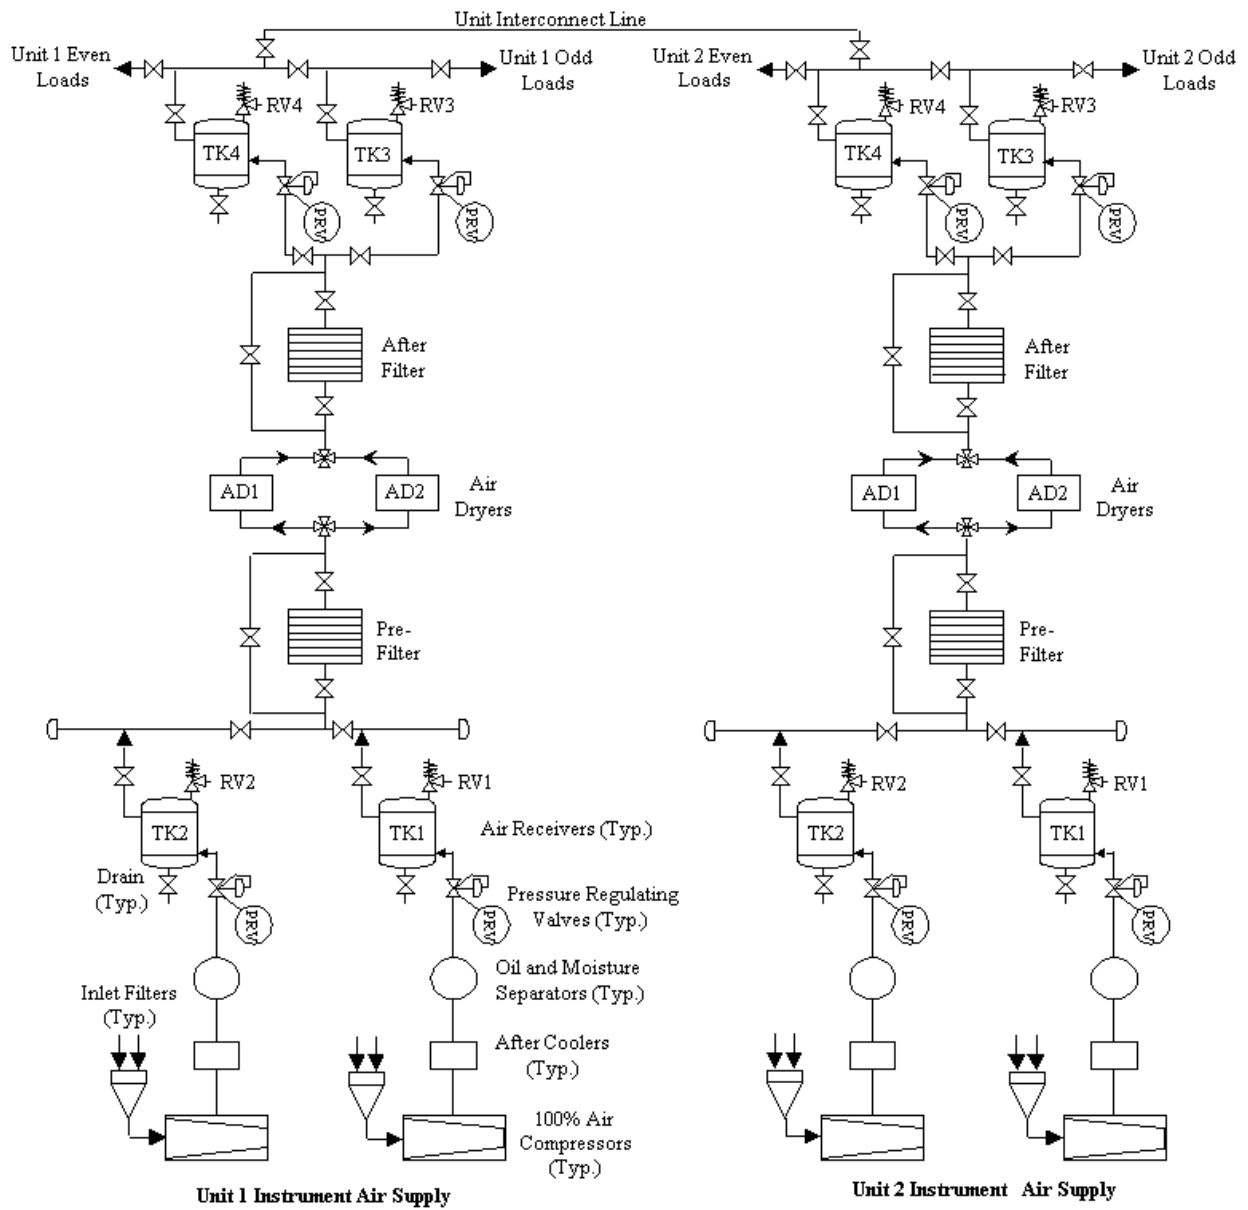 Unit Interconnect Line
Unit 1 Even
Loads
Unit 1 Odd
Loads
Unit 2 Even
Loads
Unit 2 Odd
Loads
RV4
RV3
RV4
RV3
TK4
TK3
TK4
TK3
PRV
PRV
PRV
PRV
After
Filter
After
Filter
AD1
AD2
Air
Dryers
AD1
AD2
Air
Dryers
Pre-
Filter
Pre-
Filter
RV2
RV1
RV2
RV1
TK2
TK1
Air Receivers (Typ.)
TK2
TK1
Drain
(Typ.)
Pressure Regulating
Valves (Typ.)
PRV
PRV
PRV
PRV
Inlet Filters
(Typ.)
Oil and Moisture
Separators (Typ.)
After Coolers
(Typ.)
100% Air
Compressors
(Typ.)
Unit 1 Instrument Air Supply
Unit 2 Instrument Air Supply